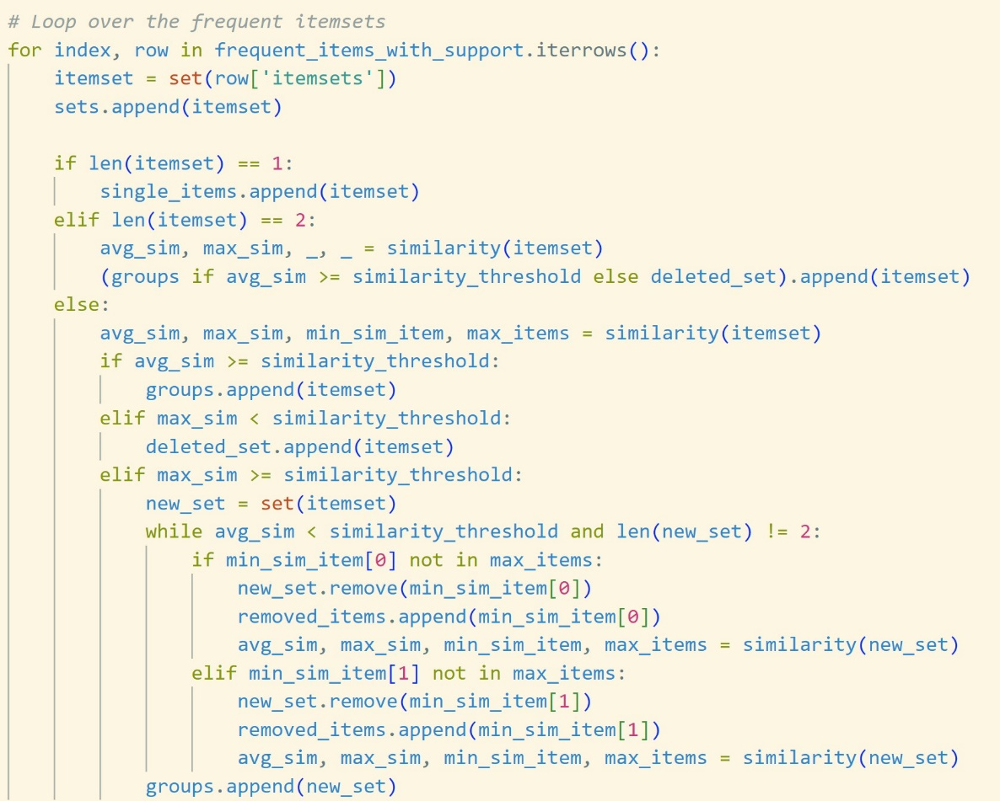 # Loop over the frequent itemsets
for index, row in frequent_items_with_support.iterrows():
    itemset = set(row['itemsets'])
    sets.append(itemset)

    if len(itemset) == 1:
        single_items.append(itemset)
    elif len(itemset) == 2:
        avg_sim, max_sim, _, _ = similarity(itemset)
        (groups if avg_sim >= similarity_threshold else deleted_set).append(itemset)
    else:
        avg_sim, max_sim, min_sim_item, max_items = similarity(itemset)
        if avg_sim >= similarity_threshold:
            groups.append(itemset)
        elif max_sim < similarity_threshold:
            deleted_set.append(itemset)
        elif max_sim >= similarity_threshold:
            new_set = set(itemset)
            while avg_sim < similarity_threshold and len(new_set) != 2:
                if min_sim_item[0] not in max_items:
                    new_set.remove(min_sim_item[0])
                    removed_items.append(min_sim_item[0])
                    avg_sim, max_sim, min_sim_item, max_items = similarity(new_set)
                elif min_sim_item[1] not in max_items:
                    new_set.remove(min_sim_item[1])
                    removed_items.append(min_sim_item[1])
                    avg_sim, max_sim, min_sim_item, max_items = similarity(new_set)
            groups.append(new_set)